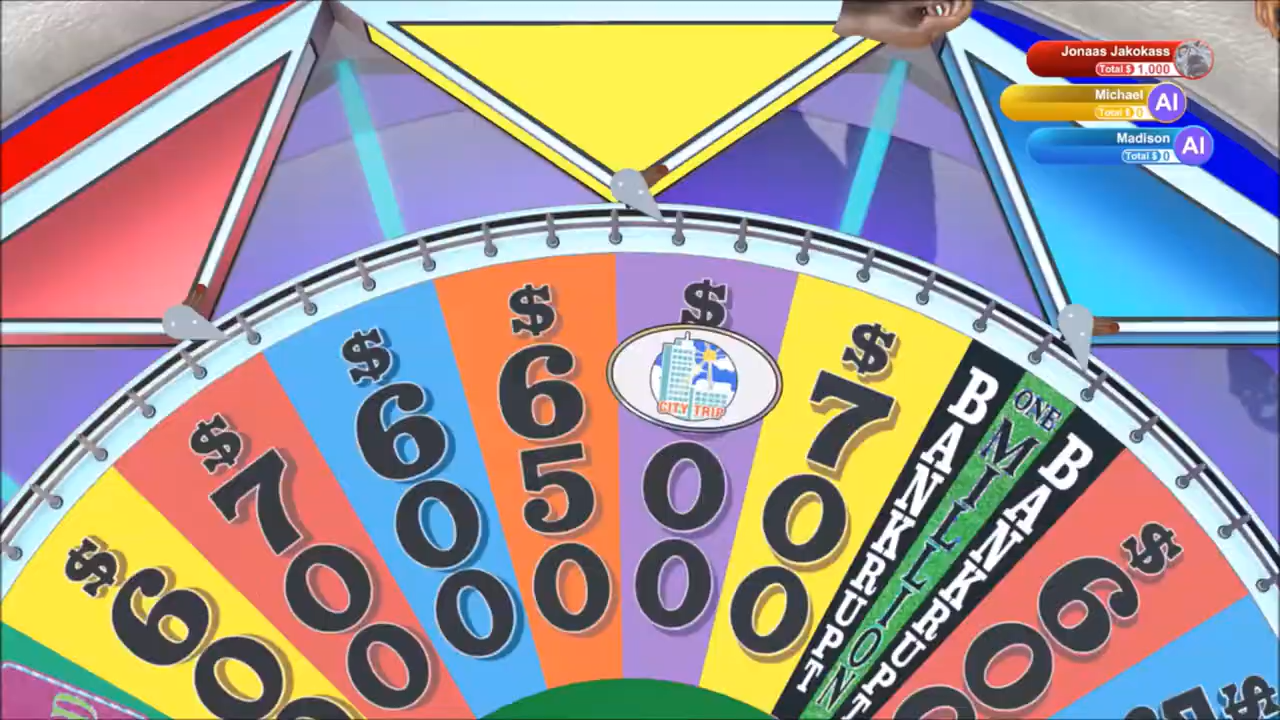 Jonaas Jakokass
Total $ 1,000
Michael
AI
Total $ 0
Madison
AI
Total $ 0
$600
$700
$600
$650
$
CITY TRIP
00
$700
BANKRUPT
ONE MILLION
BANKRUPT
$900
$